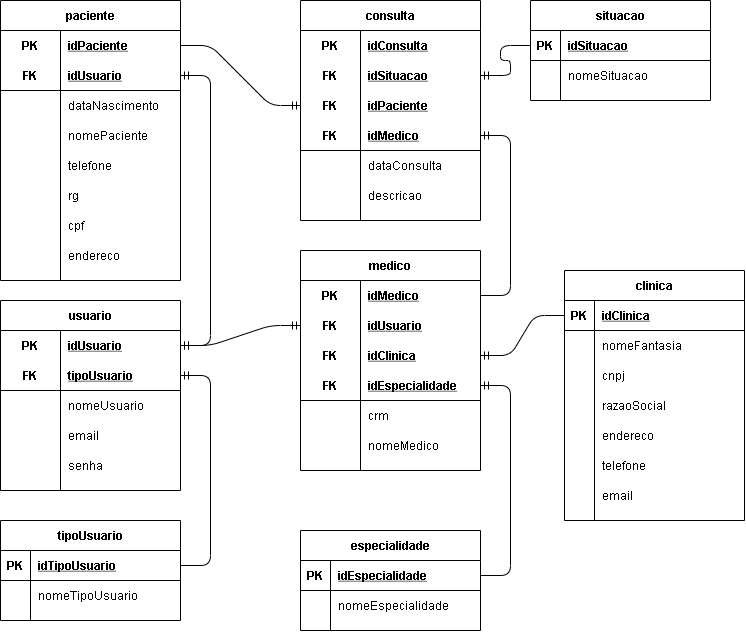 paciente
PK idPaciente
FK idUsuario
dataNascimento
nomePaciente
telefone
rg
cpf
endereco
consulta
PK idConsulta
FK idSituacao
FK idPaciente
FK idMedico
dataConsulta
descricao
situacao
PK idSituacao
nomeSituacao
usuario
PK idUsuario
FK tipoUsuario
nomeUsuario
email
senha
medico
PK idMedico
FK idUsuario
FK idClinica
FK idEspecialidade
crm
nomeMedico
clinica
PK idClinica
nomeFantasia
cnpj
razaoSocial
endereco
telefone
email
tipoUsuario
PK idTipoUsuario
nomeTipoUsuario
especialidade
PK idEspecialidade
nomeEspecialidade